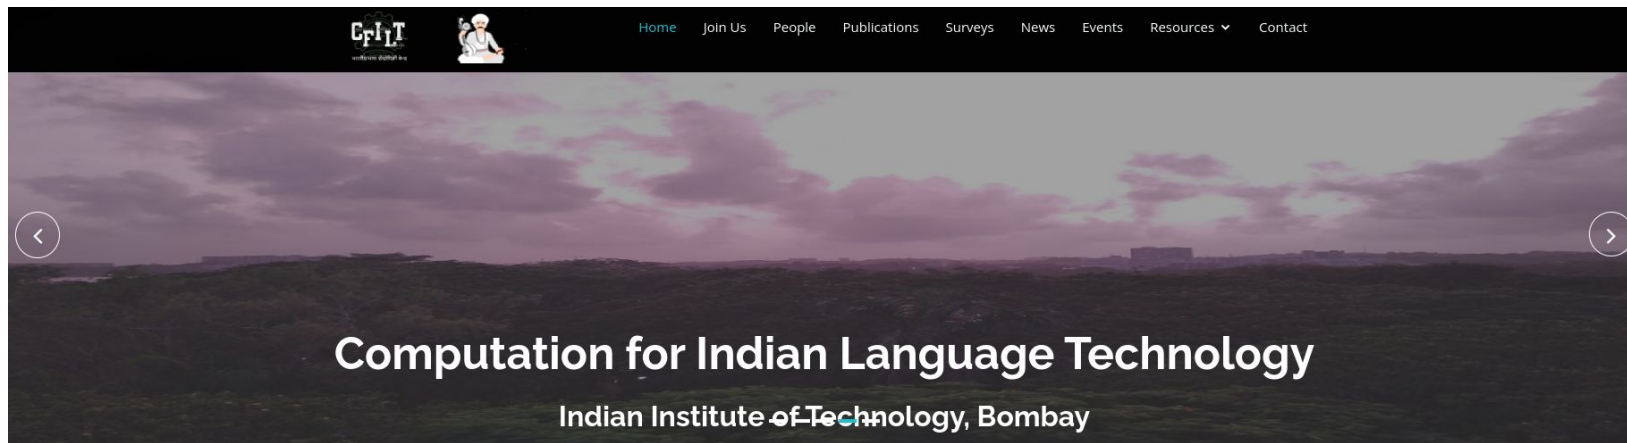 CFILT
Home Join Us People Publications Surveys News Events Resources Contact
Computation for Indian Language Technology
Indian Institute of Technology, Bombay